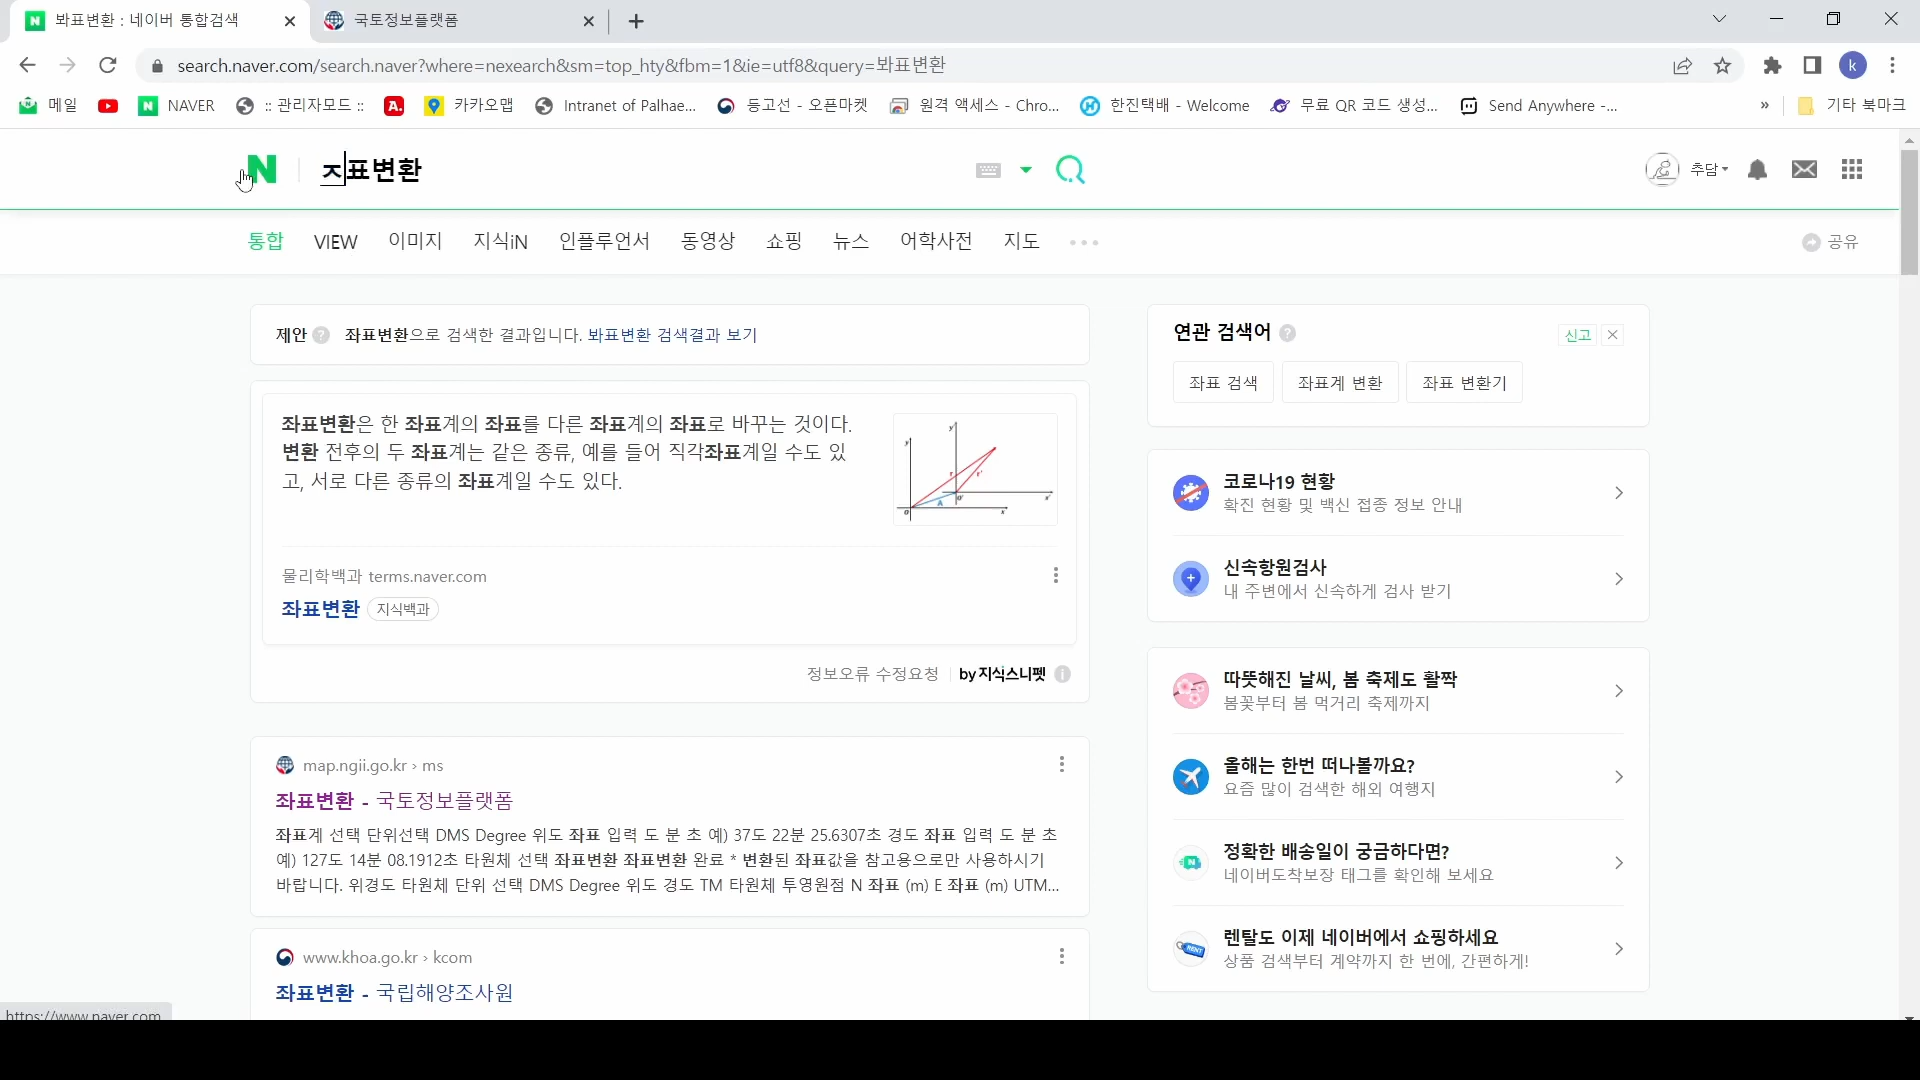 봐표변환 : 네이버 통합검색
국토정보플랫폼
search.naver.com/search.naver?where=nexearch&sm=top_hty&fbm=1&ie=utf8&query=봐표변환
k
메일
NAVER
:: 관리자모드 ::
카카오맵
Intranet of Palhae...
등고선 - 오픈마켓
원격 액세스 - Chro...
한진택배 - Welcome
무료 QR 코드 생성...
Send Anywhere -...
»
기타 북마크
N
ㅈ표변환
추담
통합
VIEW
이미지
지식iN
인플루언서
동영상
쇼핑
뉴스
어학사전
지도
공유
제안 ? 좌표변환으로 검색한 결과입니다. 봐표변환 검색결과 보기
좌표변환은 한 좌표계의 좌표를 다른 좌표계의 좌표로 바꾸는 것이다.
변환 전후의 두 좌표계는 같은 종류, 예를 들어 직각좌표계일 수도 있
고, 서로 다른 종류의 좌표계일 수도 있다.
물리학백과 terms.naver.com
좌표변환 지식백과
정보오류 수정요청
by 지식스니펫
map.ngii.go.kr › ms
좌표변환 - 국토정보플랫폼
좌표계 선택 단위선택 DMS Degree 위도 좌표 입력 도 분 초 예) 37도 22분 25.6307초 경도 좌표 입력 도 분 초
예) 127도 14분 08.1912초 타원체 선택 좌표변환 좌표변환 완료 * 변환된 좌표값을 참고용으로만 사용하시기
바랍니다. 위경도 타원체 단위 선택 DMS Degree 위도 경도 TM 타원체 투영원점 N 좌표 (m) E 좌표 (m) UTM...
www.khoa.go.kr › kcom
좌표변환 - 국립해양조사원
연관 검색어 ?
신고
좌표 검색
좌표계 변환
좌표 변환기
코로나19 현황
확진 현황 및 백신 접종 정보 안내
신속항원검사
내 주변에서 신속하게 검사 받기
따뜻해진 날씨, 봄 축제도 활짝
봄꽃부터 봄 먹거리 축제까지
올해는 한번 떠나볼까요?
요즘 많이 검색한 해외 여행지
정확한 배송일이 궁금하다면?
네이버도착보장 태그를 확인해 보세요
RENT
렌탈도 이제 네이버에서 쇼핑하세요
상품 검색부터 계약까지 한 번에, 간편하게!
https://www.naver.com